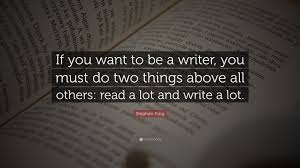 If you want to be a writer, you
must do two things above all
others: read a lot and write a lot.
Stephen King